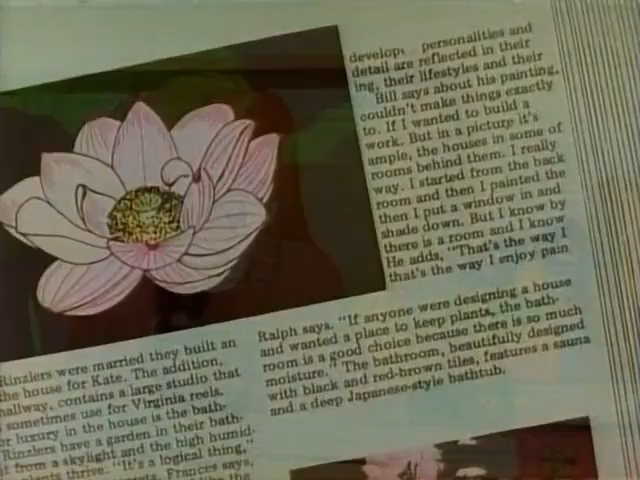 personalities and
detail are reflected in their
ing, their lifestyles and their
Bill says about his painting,
couldn't make things exactly
to. If I wanted to build a
work. But in a picture it's
ample, the houses in some of
rooms behind them. I really
way. I started from the back
room and then I painted the
then I put a window in and
shade down. But I know by
there is a room and I know
He adds, "That's the way I
that's the way I enjoy pain
Rinzlers were married they built an
the house for Kate. The addition,
hallway, contains a large studio that
sometimes use for Virginia reels.
er luxury in the house is the bath-
Rinzlers have a garden in their bath-
it from a skylight and the high humid-
plants thrive. "It's a logical thing,"
Frances says,
the
Ralph says. "If anyone were designing a house
and wanted a place to keep plants, the bath-
room is a good choice because there is so much
moisture." The bathroom, beautifully designed
with black and red-brown tiles, features a sauna
and a deep Japanese-style bathtub.